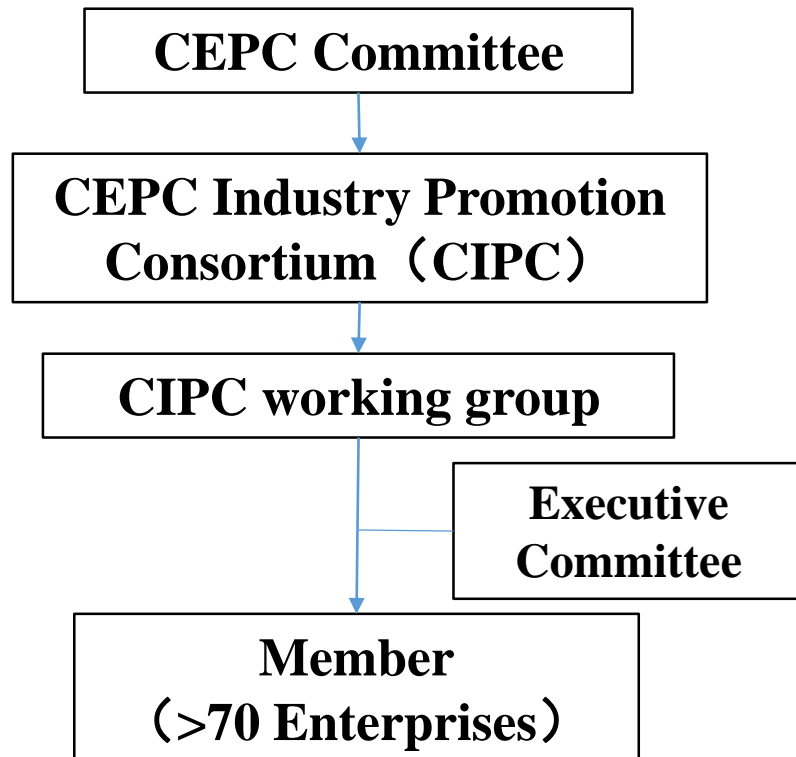 CEPC Committee
CEPC Industry Promotion
Consortium（CIPC）
CIPC working group
Executive
Committee
Member
（>70 Enterprises）